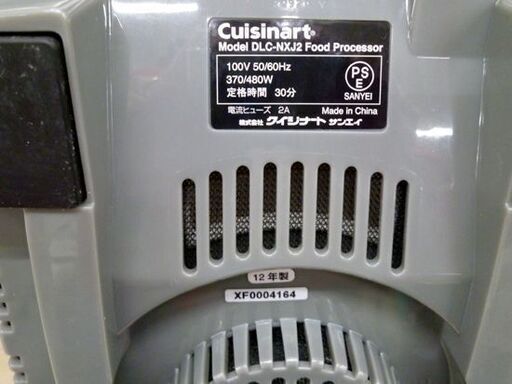 Cuisinart®
Model DLC-NXJ2 Food Processor
100V 50/60Hz
370/480W
定格時間 30分
電流ヒューズ 2A
PS
E
SANYEI
Made in China
株式会社 クイジナート サンエイ
12年製
XF0004164